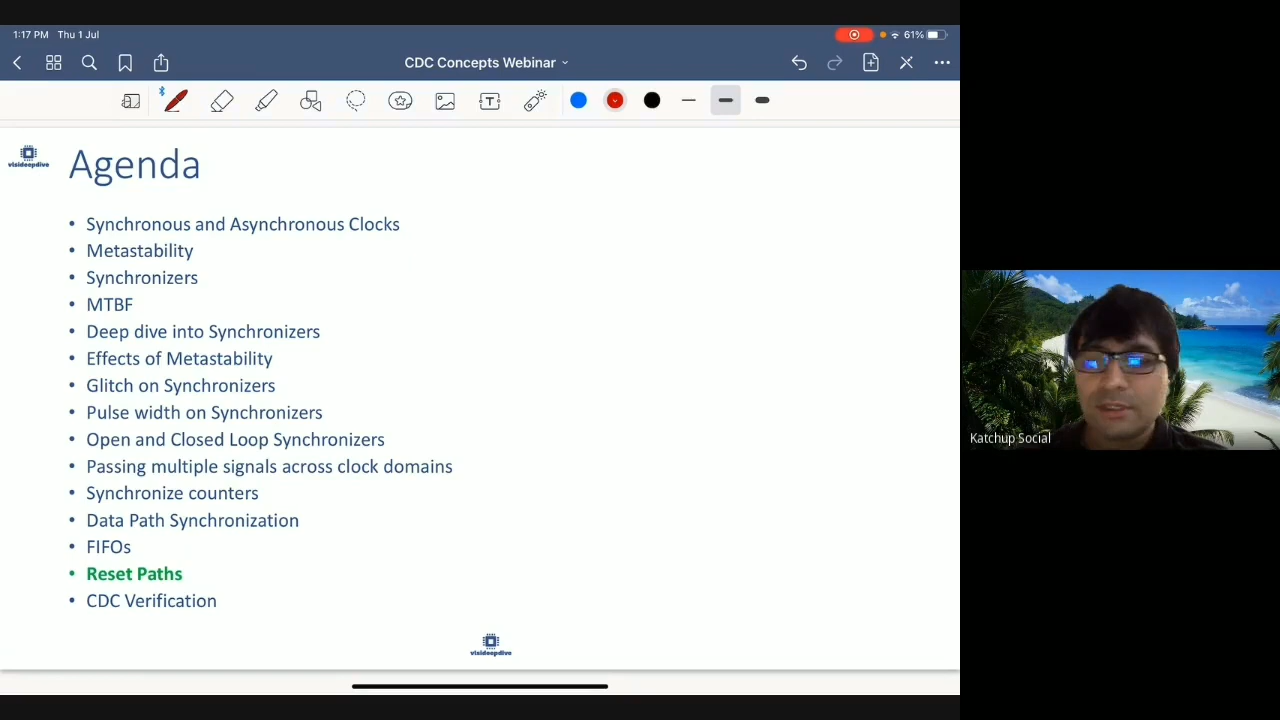 1:17 PM Thu 1 Jul
61%
CDC Concepts Webinar
T
vlsideepdive
Agenda
• Synchronous and Asynchronous Clocks
• Metastability
• Synchronizers
• MTBF
• Deep dive into Synchronizers
• Effects of Metastability
• Glitch on Synchronizers
• Pulse width on Synchronizers
• Open and Closed Loop Synchronizers
• Passing multiple signals across clock domains
• Synchronize counters
• Data Path Synchronization
• FIFOs
• Reset Paths
• CDC Verification
vlsideepdive
Katchup Social